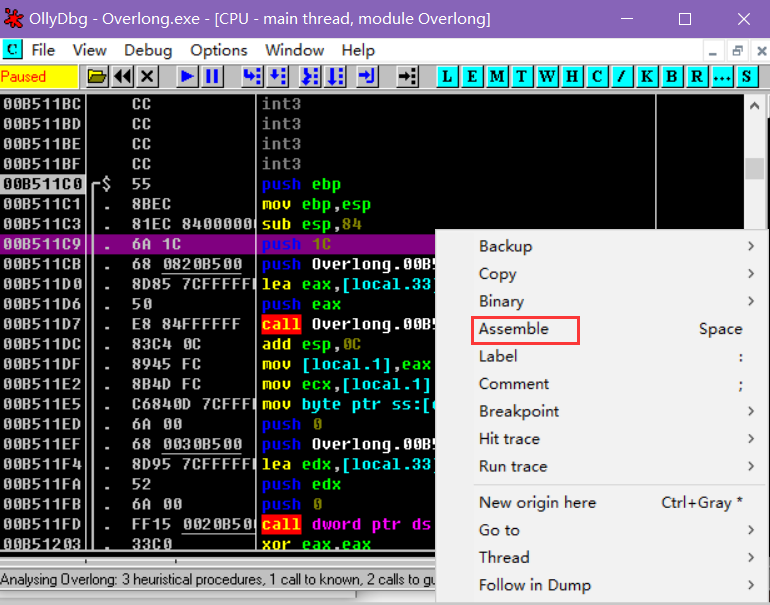 OllyDbg - Overlong.exe - [CPU - main thread, module Overlong]
C File View Debug Options Window Help
Paused L E M T W H C / K B R ... S
00B511BC CC int3
00B511BD CC int3
00B511BE CC int3
00B511BF CC int3
00B511C0 $ 55 push ebp
00B511C1 . 8BEC mov ebp,esp
00B511C3 . 81EC 84000000 sub esp,84
00B511C9 . 6A 1C push 1C
00B511CB . 68 0820B500 push Overlong.00B5
00B511D0 . 8D85 7CFFFFFF lea eax,[local.33]
00B511D6 . 50 push eax
00B511D7 . E8 84FFFFFF call Overlong.00B5
00B511DC . 83C4 0C add esp,0C
00B511DF . 8945 FC mov [local.1],eax
00B511E2 . 8B4D FC mov ecx,[local.1]
00B511E5 . C6840D 7CFFF mov byte ptr ss:[
00B511ED . 6A 00 push 0
00B511EF . 68 0030B500 push Overlong.00B5
00B511F4 . 8D95 7CFFFFFF lea edx,[local.33]
00B511FA . 52 push edx
00B511FB . 6A 00 push 0
00B511FD . FF15 0020B50 call dword ptr ds
00B51203 . 33C0 xor eax,eax
Backup
Copy
Binary
Assemble Space
Label :
Comment ;
Breakpoint
Hit trace
Run trace
New origin here Ctrl+Gray *
Go to
Thread
Follow in Dump
Analysing Overlong: 3 heuristical procedures, 1 call to known, 2 calls to gu